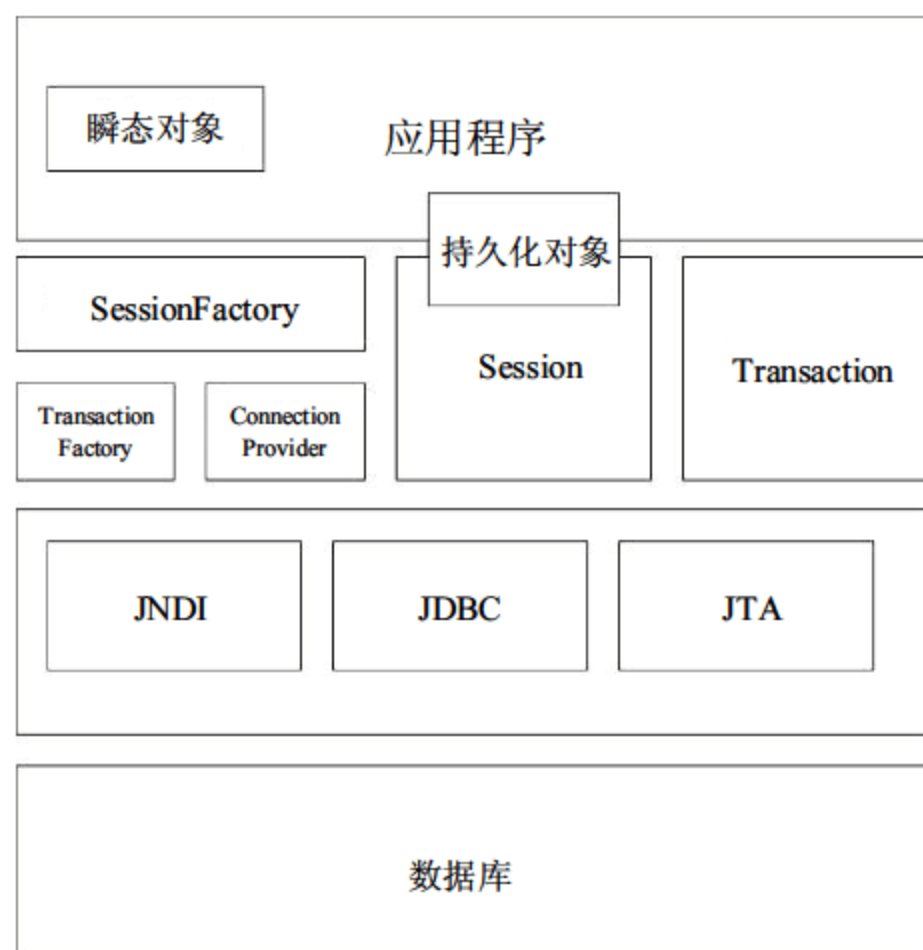 瞬态对象
应用程序
持久化对象
SessionFactory
Session
Transaction
Transaction
Factory
Connection
Provider
JNDI
JDBC
JTA
数据库